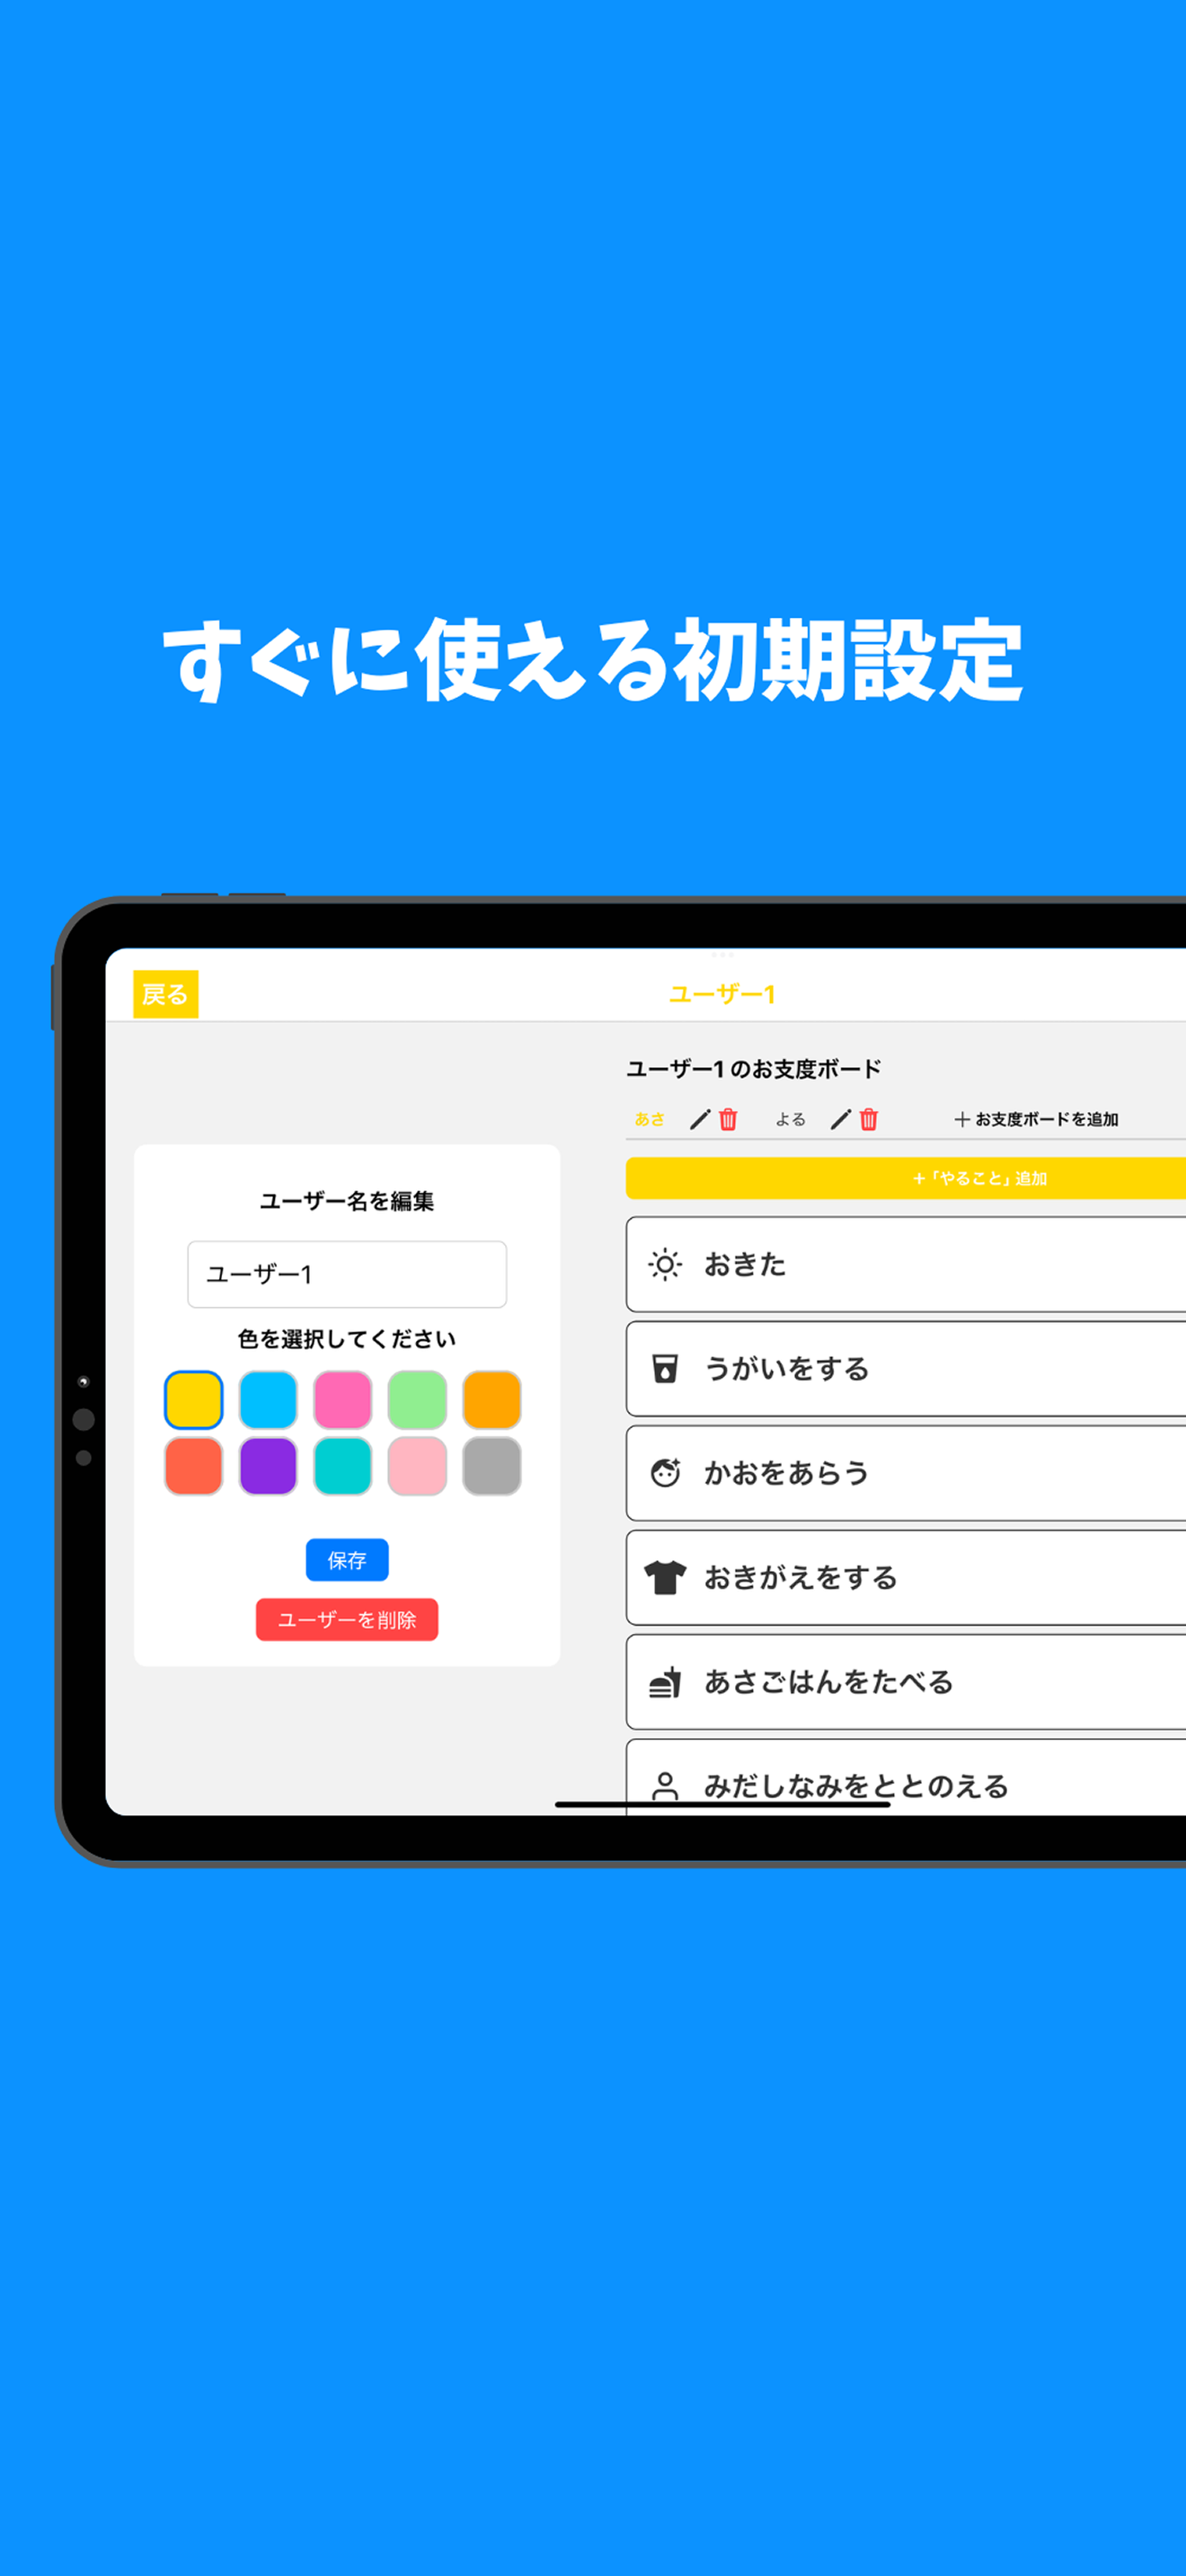 すぐに使える初期設定
戻る
ユーザー1
ユーザー名を編集
ユーザー1
色を選択してください
保存
ユーザーを削除
ユーザー1 のお支度ボード
あさ よる +お支度ボードを追加
+「やること」追加
おきた
うがいをする
かおをあらう
おきがえをする
あさごはんをたべる
みだしなみをととのえる